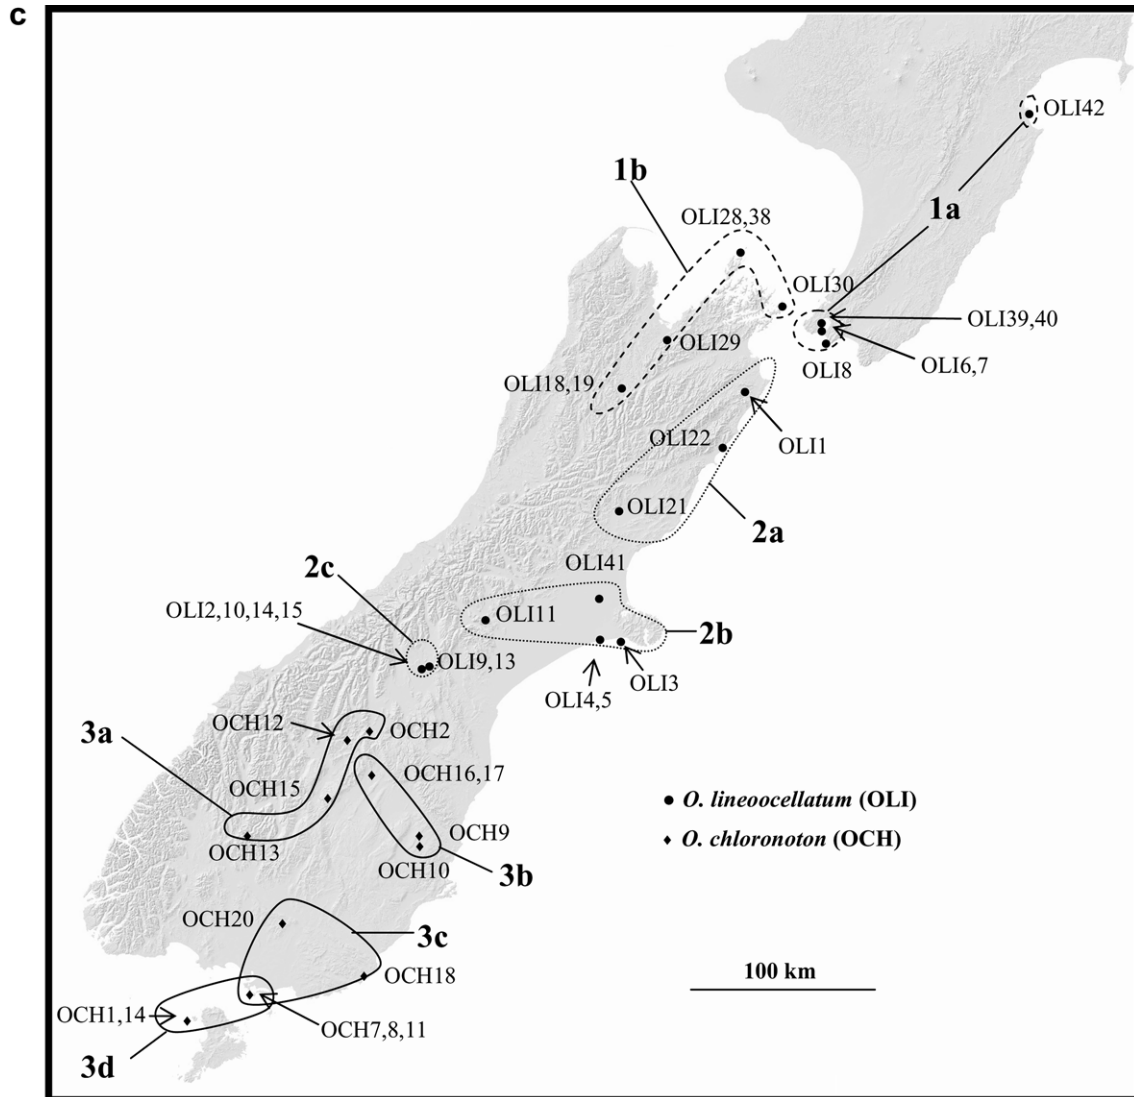 c
OLI42
1b
1a
OLI28,38
OLI30
OLI39,40
OLI29
OLI8
OLI6,7
OLI18,19
OLI22
OLI1
OLI21
2a
OLI41
2c
OLI2,10,14,15
OLI11
2b
OLI9,13
OLI3
OLI4,5
OCH12
OCH2
3a
OCH16,17
OCH15
O. lineoocellatum (OLI)
OCH9
O. chloronoton (OCH)
OCH13
OCH10
3b
OCH20
3c
OCH18
100 km
OCH1,14
OCH7,8,11
3d